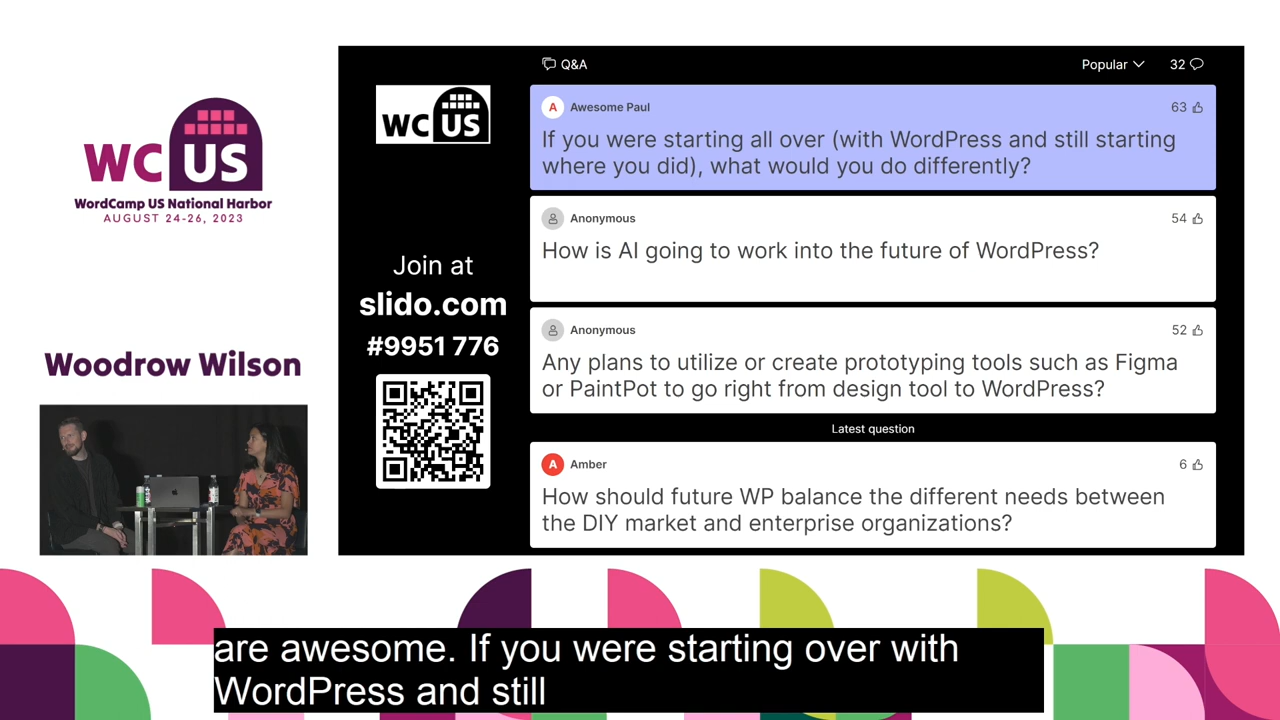 WC US
WordCamp US National Harbor
AUGUST 24-26, 2023
Woodrow Wilson
WC US
Join at
slido.com
#9951 776
Q&A
Popular
32
A Awesome Paul
63
If you were starting all over (with WordPress and still starting
where you did), what would you do differently?
Anonymous
54
How is AI going to work into the future of WordPress?
Anonymous
52
Any plans to utilize or create prototyping tools such as Figma
or PaintPot to go right from design tool to WordPress?
Latest question
A Amber
6
How should future WP balance the different needs between
the DIY market and enterprise organizations?
are awesome. If you were starting over with
WordPress and still